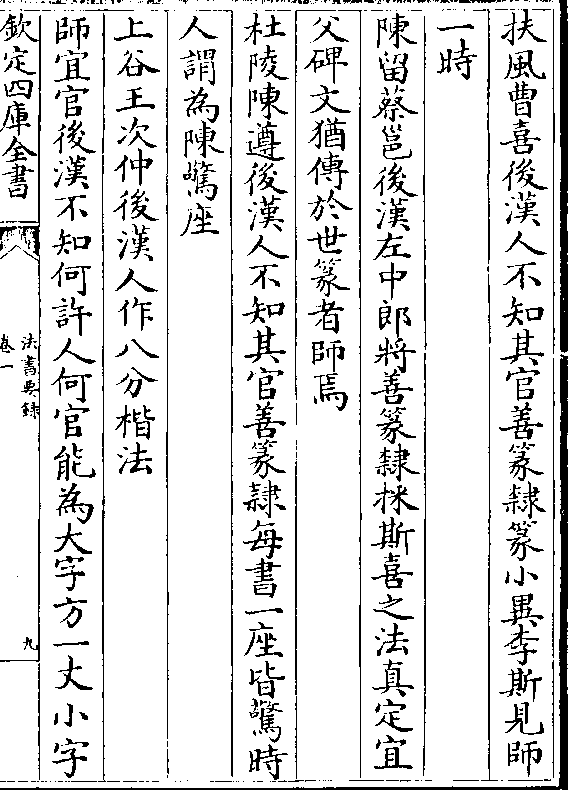 扶風曹喜後漢人不知其官善篆隸篆小異李斯見師
一時
陳留蔡邕後漢左中郎將善篆隸採斯喜之法真定宜
父碑文猶傳於世篆者師焉
杜陵陳遵後漢人不知其官善篆隸每書一座皆驚時
人謂為陳驚座
上谷王次仲後漢人作八分楷法
師宜官後漢不知何許人何官能為大字方一丈小字
欽定四庫全書
法書要錄
卷一
九